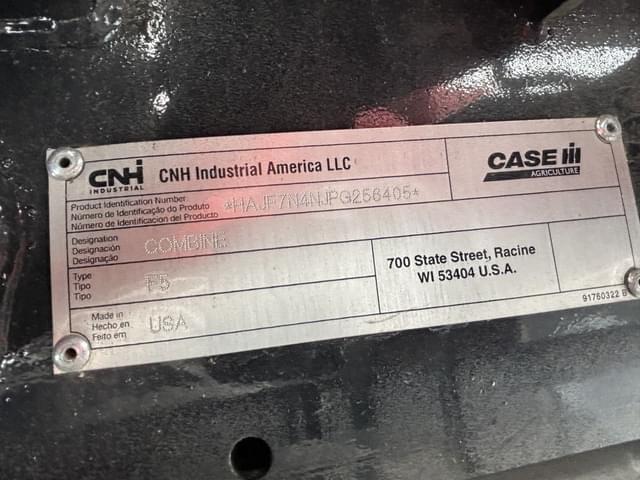 CNH
INDUSTRIAL
CNH Industrial America LLC
CASE IH
AGRICULTURE
Product Identification Number
Número de Identificação do Produto
Número de Identificacion del Producto
Designation
Designación
Designação
COMBINE
Type
Tipo
Tipo
F5
Made in
Hecho en
Feito em
USA
700 State Street, Racine
WI 53404 U.S.A.
91760322 B